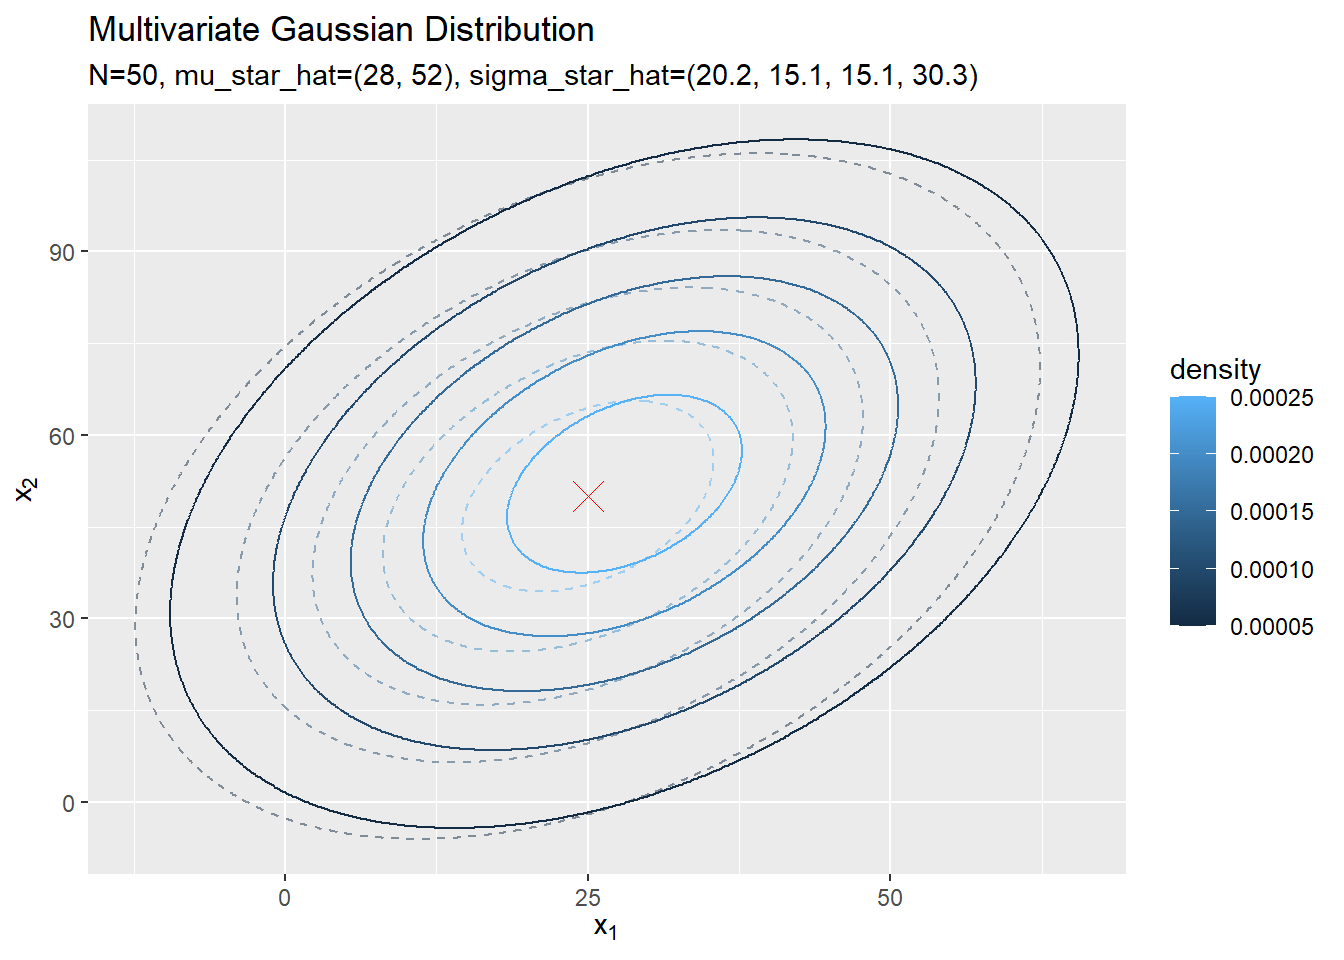 Multivariate Gaussian Distribution
N=50, mu_star_hat=(28, 52), sigma_star_hat=(20.2, 15.1, 15.1, 30.3)
90
60
30
0
x2
0 25 50
x1
density
0.00025
0.00020
0.00015
0.00010
0.00005